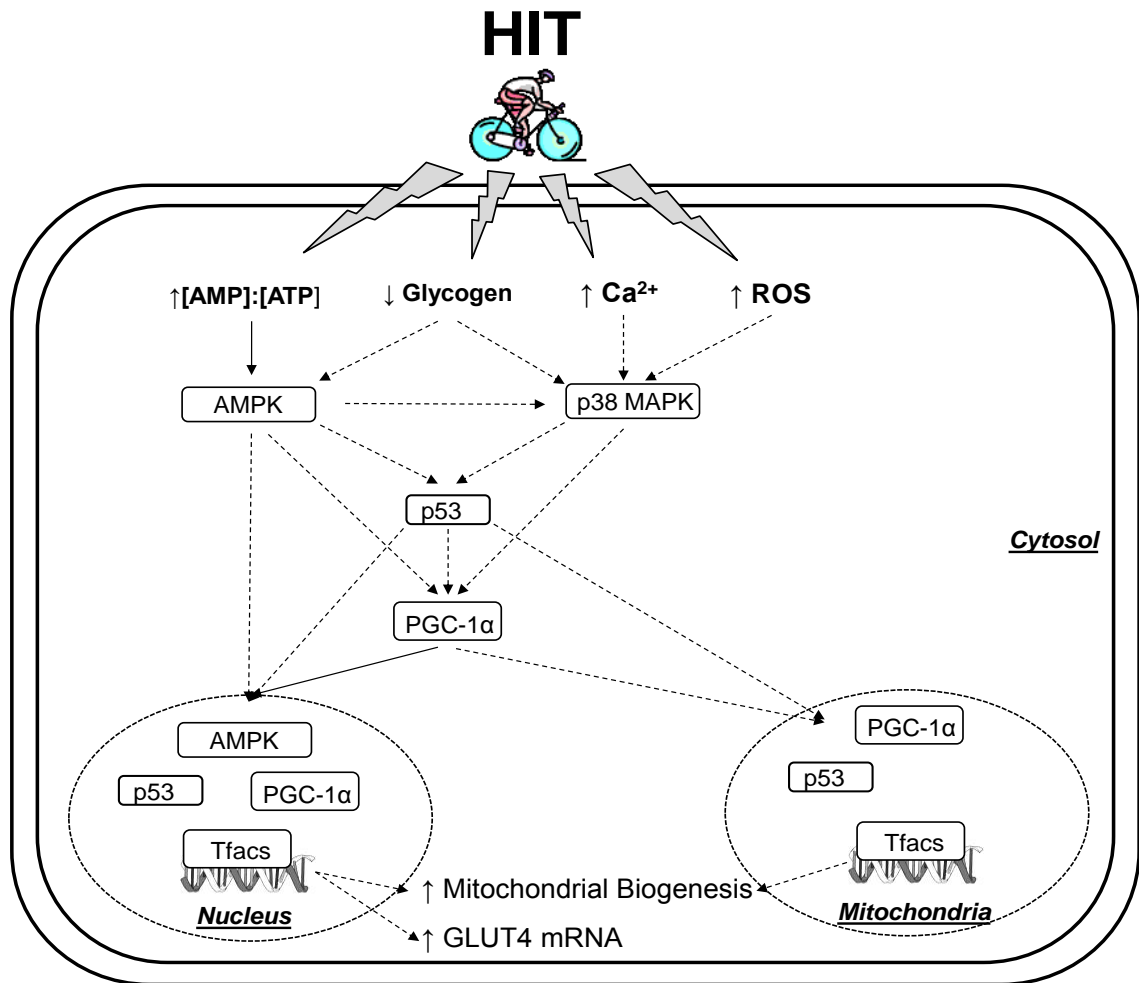 HIT
↑[AMP]:[ATP]
↓ Glycogen
↑ Ca²⁺
↑ ROS
AMPK
p38 MAPK
p53
Cytosol
PGC-1α
AMPK
p53
PGC-1α
Tfacs
Nucleus
PGC-1α
p53
Tfacs
Mitochondria
↑ Mitochondrial Biogenesis
↑ GLUT4 mRNA